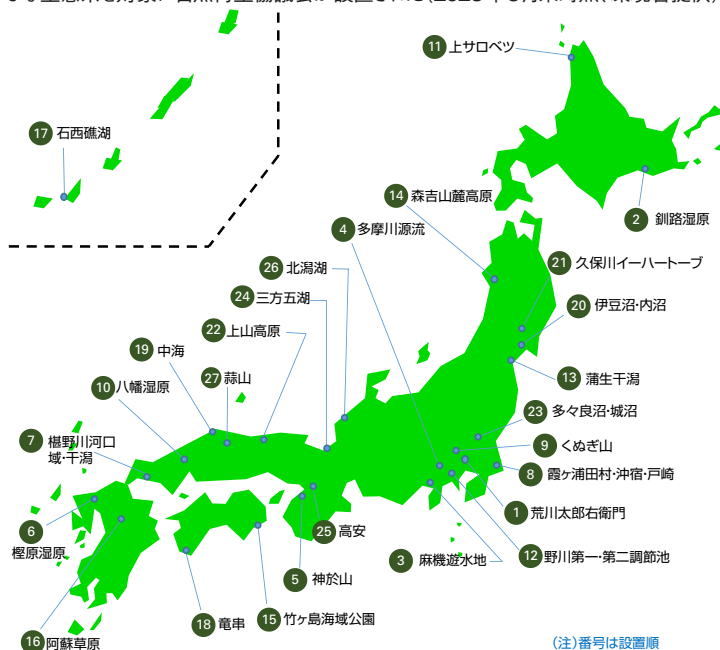 11 上サロベツ
17 石西礁湖
14 森吉山麓高原
2 釧路湿原
4 多摩川源流
21 久保川イーハートーブ
26 北潟湖
24 三方五湖
20 伊豆沼・内沼
22 上山高原
19 中海
13 蒲生干潟
27 蒜山
10 八幡湿原
23 多々良沼・城沼
7 椹野川河口
域・干潟
9 くぬぎ山
8 霞ヶ浦田村・沖宿・戸崎
1 荒川太郎右衛門
6
樫原湿原
25 高安
12 野川第一・第二調節池
3 麻機遊水地
5 神於山
15 竹ヶ島海域公園
18 竜串
16 阿蘇草原
(注)番号は設置順